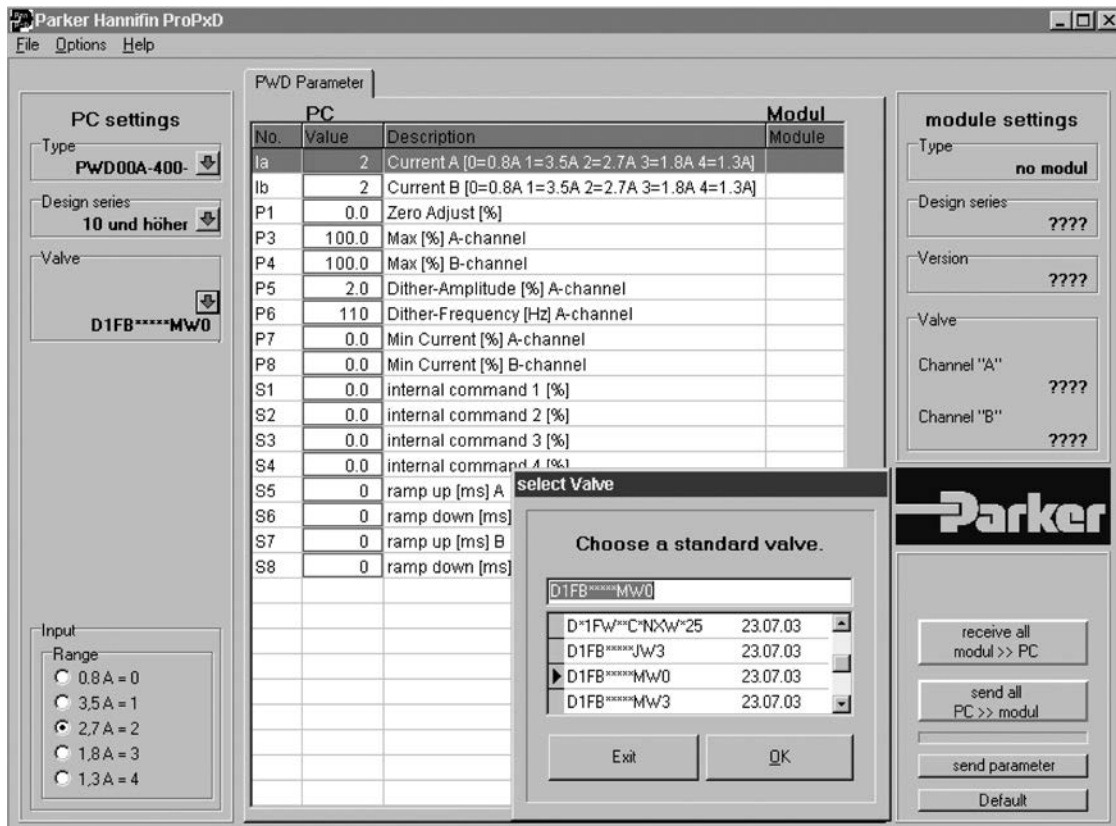 Parker Hannifin ProPxD
File Options Help
PWD Parameter
PC settings
Type
PWD00A-400-
Design series
10 und höher
Valve
D1FB*****MW0
Input
Range
0.8 A = 0
3,5 A = 1
2,7 A = 2
1,8 A = 3
1,3 A = 4
PC Modul
No. Value Description Module
Ia 2 Current A [0=0.8A 1=3.5A 2=2.7A 3=1.8A 4=1.3A]
Ib 2 Current B [0=0.8A 1=3.5A 2=2.7A 3=1.8A 4=1.3A]
P1 0.0 Zero Adjust [%]
P3 100.0 Max [%] A-channel
P4 100.0 Max [%] B-channel
P5 2.0 Dither-Amplitude [%] A-channel
P6 110 Dither-Frequency [Hz] A-channel
P7 0.0 Min Current [%] A-channel
P8 0.0 Min Current [%] B-channel
S1 0.0 internal command 1 [%]
S2 0.0 internal command 2 [%]
S3 0.0 internal command 3 [%]
S4 0.0 internal command 4 [%]
S5 0 ramp up [ms] A
S6 0 ramp down [ms]
S7 0 ramp up [ms] B
S8 0 ramp down [ms]
select Valve
Choose a standard valve.
D1FB*****MW0
D*1FW**C*NXW*25 23.07.03
D1FB*****JW3 23.07.03
D1FB*****MW0 23.07.03
D1FB*****MW3 23.07.03
Exit OK
module settings
Type
no modul
Design series
????
Version
????
Valve
Channel "A"
????
Channel "B"
????
Parker
receive all
modul >> PC
send all
PC >> modul
send parameter
Default